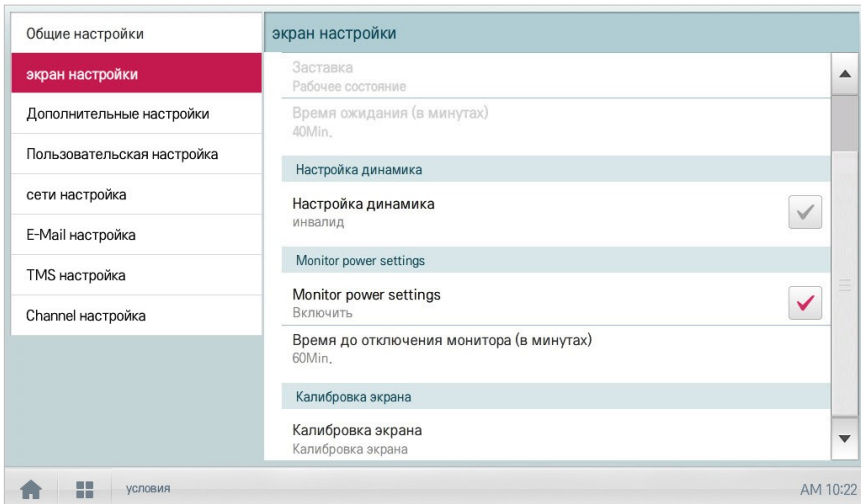 Общие настройки
экран настройки
Дополнительные настройки
Пользовательская настройка
сети настройка
E-Mail настройка
TMS настройка
Channel настройка
экран настройки
Заставка
Рабочее состояние
Время ожидания (в минутах)
40Min.
Настройка динамика
Настройка динамика
инвалид
Monitor power settings
Monitor power settings
Включить
Время до отключения монитора (в минутах)
60Min.
Калибровка экрана
Калибровка экрана
Калибровка экрана
условия
AM 10:22